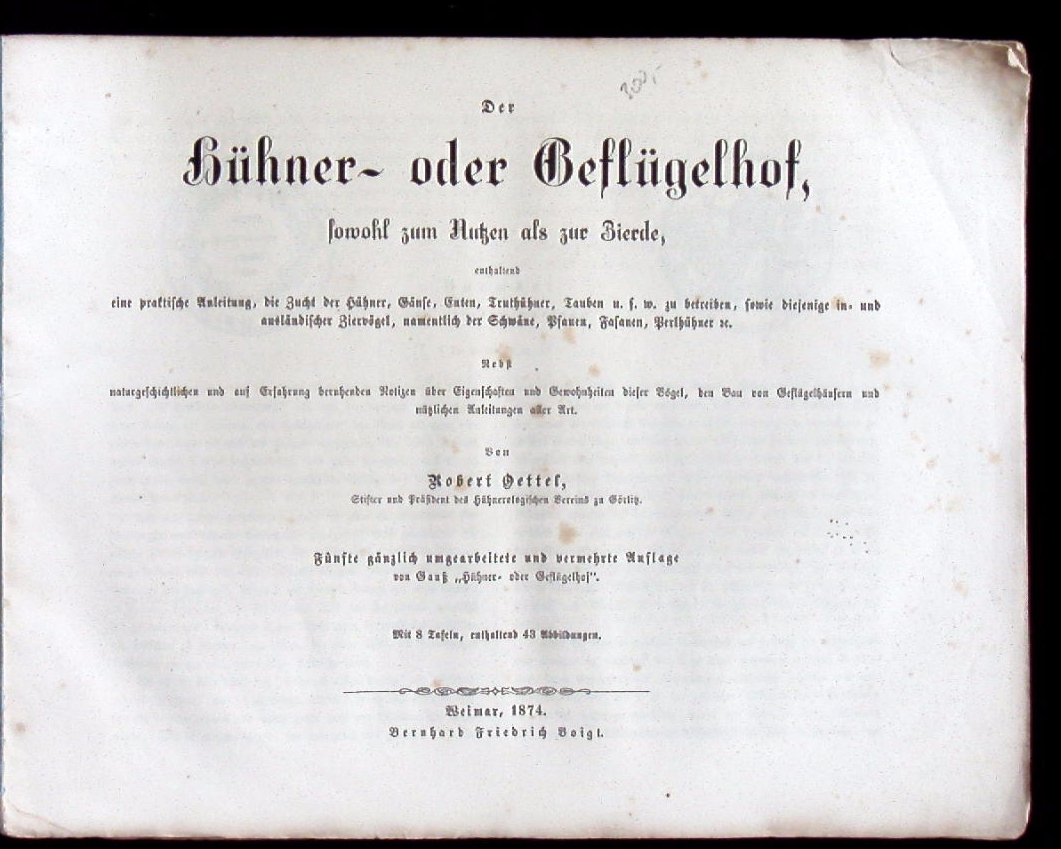 200,-
Der
Hühner- oder Geflügelhof,
sowohl zum Nutzen als zur Zierde,
enthaltend
eine praktische Anleitung, die Zucht der Hühner, Gänse, Enten, Truthühner, Tauben u. s. w. zu betreiben, sowie diejenige in- und
ausländischer Ziervögel, namentlich der Schwäne, Pfauen, Fasanen, Perlhühner ꝛc.
Nebst
naturgeschichtlichen und auf Erfahrung beruhenden Notizen über Eigenschaften und Gewohnheiten dieser Vögel, den Bau von Geflügelhäusern und
nützlichen Anleitungen aller Art.
Von
Robert Oettel,
Stifter und Präsident des Hühnerologischen Vereins zu Görlitz.
Fünfte gänzlich umgearbeitete und vermehrte Auflage
von Gauß „Hühner- oder Geflügelhof“.
Mit 8 Tafeln, enthaltend 43 Abbildungen.
Weimar, 1874.
Bernhard Friedrich Voigt.